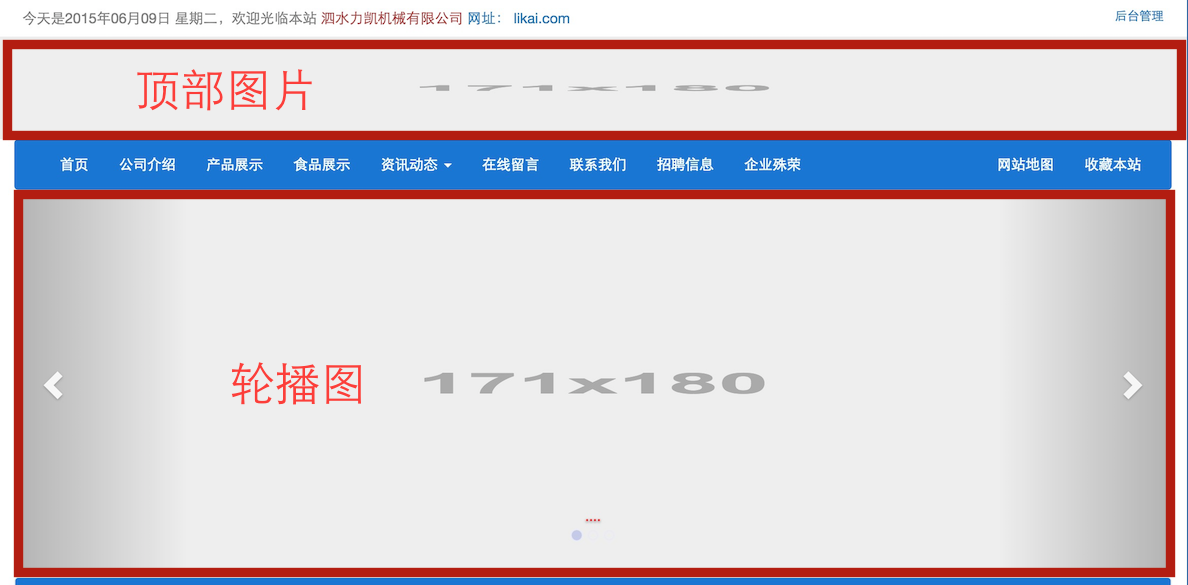 今天是2015年06月09日 星期二，欢迎光临本站 泗水力凯机械有限公司 网址： likai.com
后台管理
顶部图片 171x180
首页 公司介绍 产品展示 食品展示 资讯动态 在线留言 联系我们 招聘信息 企业殊荣 网站地图 收藏本站
轮播图 171x180